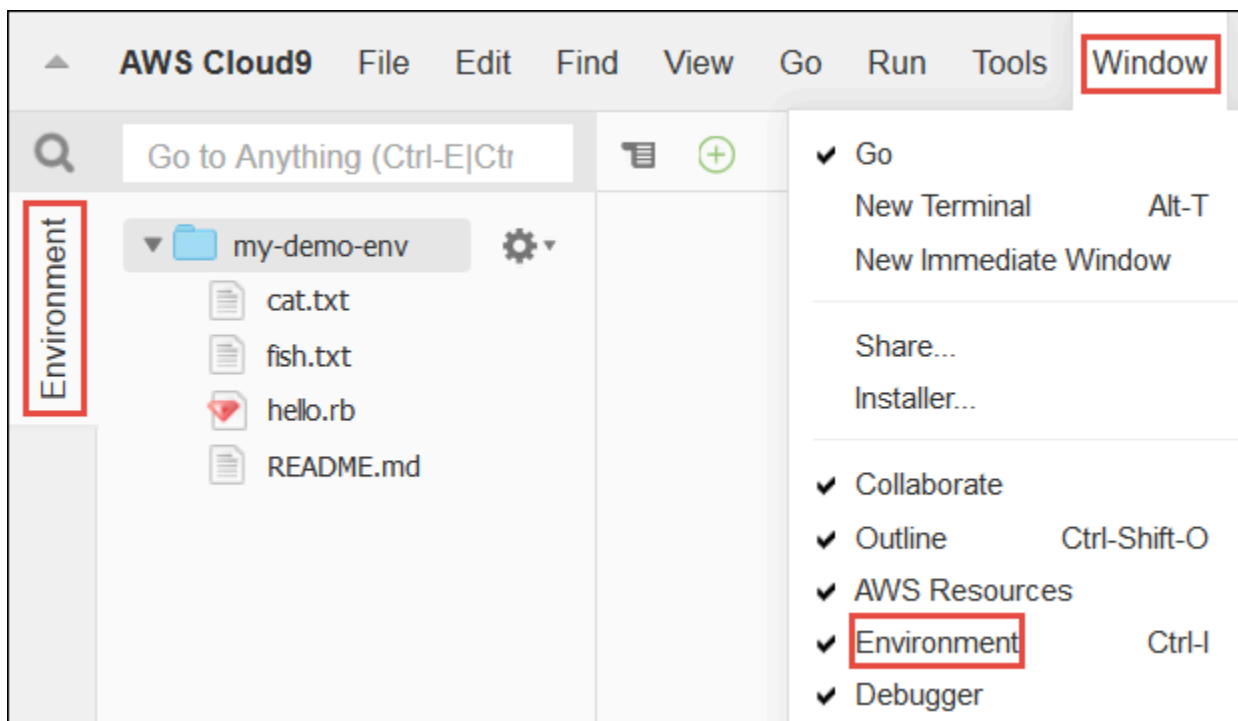 AWS Cloud9 File Edit Find View Go Run Tools Window
Go to Anything (Ctrl-E|Ctr
Environment
my-demo-env
cat.txt
fish.txt
hello.rb
README.md
Go
New Terminal Alt-T
New Immediate Window
Share...
Installer...
Collaborate
Outline Ctrl-Shift-O
AWS Resources
Environment Ctrl-I
Debugger